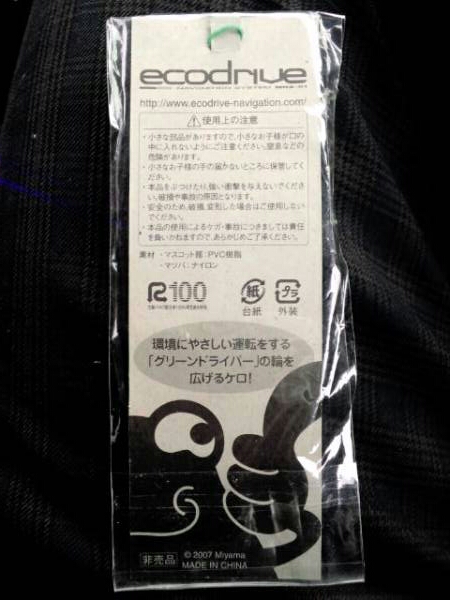 ecodrive
http://www.ecodrive-navigation.com/
使用上の注意
・小さな部品がありますので、小さなお子様が口の
中に入れないようにご注意ください。窒息などの
危険があります。
・小さなお子様の手の届かないところに保管してく
ださい。
・本品をぶつけたり、強い衝撃を与えないでくださ
い。破損や事故の原因となります。
・安全のため、破損、変形した場合はご使用しない
でください。
・本品の使用によるケガ・事故につきましては責任
を負いかねますので、あらかじめご了承ください。
素材 ・マスコット部：PVC樹脂
・マツバ：ナイロン
R100
紙
台紙
プラ
外装
環境にやさしい運転をする
「グリーンドライバー」の輪を
広げるケロ！
非売品
© 2007 Miyama
MADE IN CHINA